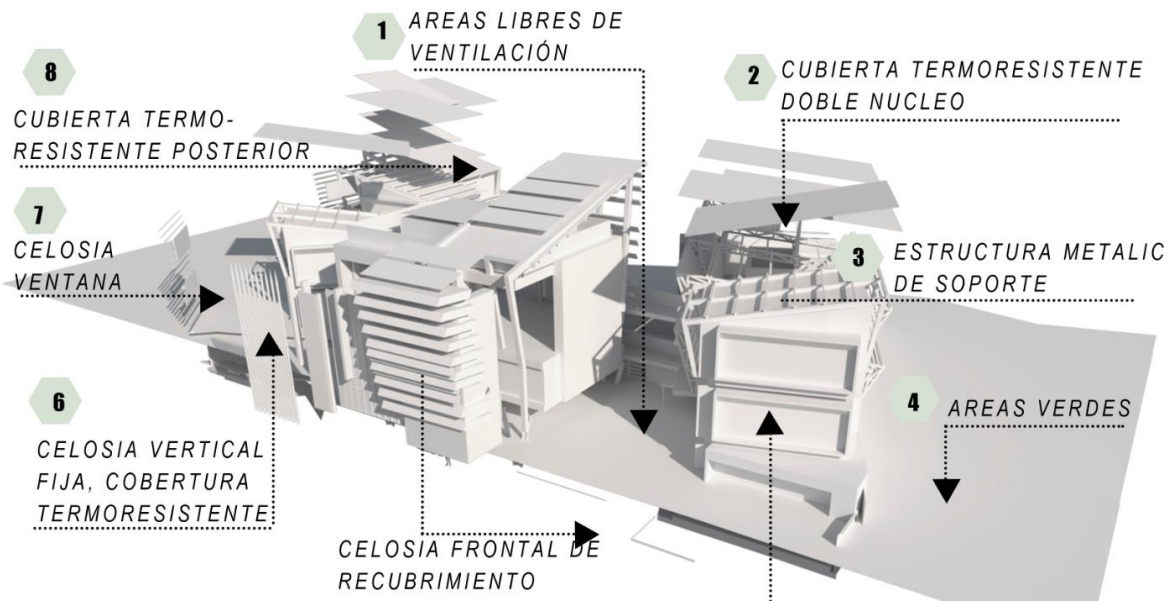 1
AREAS LIBRES DE
VENTILACIÓN
2
CUBIERTA TERMORESISTENTE
DOBLE NUCLEO
3
ESTRUCTURA METALIC
DE SOPORTE
4
AREAS VERDES
CELOSIA FRONTAL DE
RECUBRIMIENTO
6
CELOSIA VERTICAL
FIJA, COBERTURA
TERMORESISTENTE
7
CELOSIA
VENTANA
8
CUBIERTA TERMO-
RESISTENTE POSTERIOR